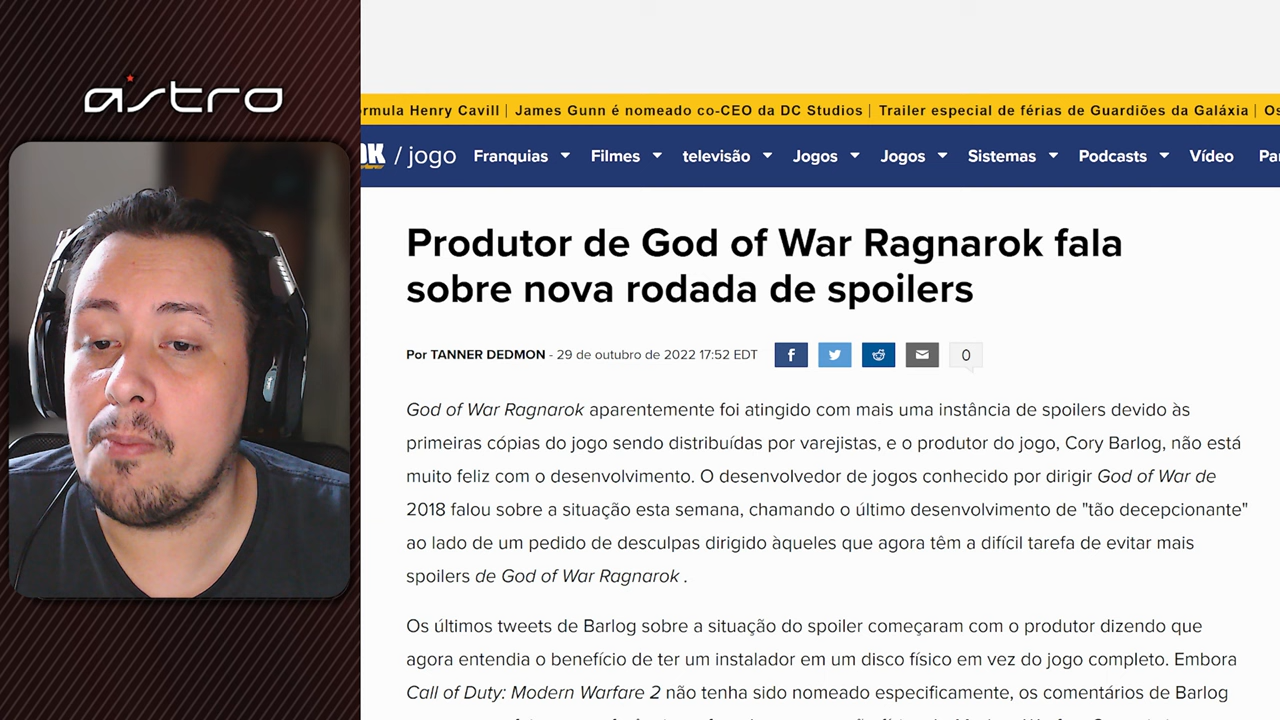 astro
ormula Henry Cavill | James Gunn é nomeado co-CEO da DC Studios | Trailer especial de férias de Guardiões da Galáxia | Os
OK / jogo Franquias Filmes televisão Jogos Jogos Sistemas Podcasts Vídeo Pa
Produtor de God of War Ragnarok fala
sobre nova rodada de spoilers
Por TANNER DEDMON - 29 de outubro de 2022 17:52 EDT 0
God of War Ragnarok aparentemente foi atingido com mais uma instância de spoilers devido às
primeiras cópias do jogo sendo distribuídas por varejistas, e o produtor do jogo, Cory Barlog, não está
muito feliz com o desenvolvimento. O desenvolvedor de jogos conhecido por dirigir God of War de
2018 falou sobre a situação esta semana, chamando o último desenvolvimento de "tão decepcionante"
ao lado de um pedido de desculpas dirigido àqueles que agora têm a difícil tarefa de evitar mais
spoilers de God of War Ragnarok .
Os últimos tweets de Barlog sobre a situação do spoiler começaram com o produtor dizendo que
agora entendia o benefício de ter um instalador em um disco físico em vez do jogo completo. Embora
Call of Duty: Modern Warfare 2 não tenha sido nomeado especificamente, os comentários de Barlog